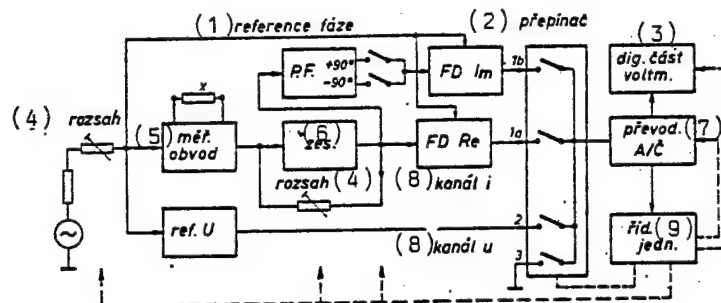 (1) reference fáze
(2) přepínač
(3)
dig. část
voltm.
P.F.
+90°
-90°
FD Im
1b
x
(4)
rozsah
(5) měř.
obvod
(6)
zes.
FD Re
1a
převod. (7)
A/Č
rozsah (4)
(8) kanál i
ref. U
2
(8) kanál u
3
říd. (9)
jedn.